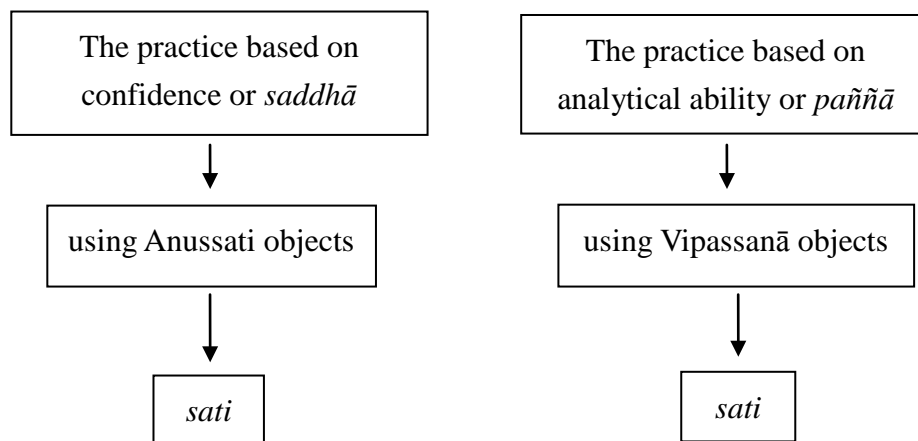 The practice based on
confidence or saddhā
using Anussati objects
sati
The practice based on
analytical ability or paññā
using Vipassanā objects
sati